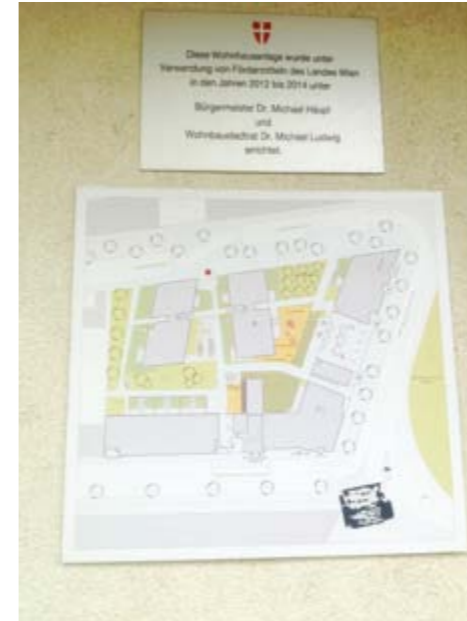 Diese Wohnhausanlage wurde unter
Verwendung von Fördermitteln des Landes Wien
in den Jahren 2012 bis 2014 unter
Bürgermeister Dr. Michael Häupl
und
Wohnbaustadtrat Dr. Michael Ludwig
errichtet.